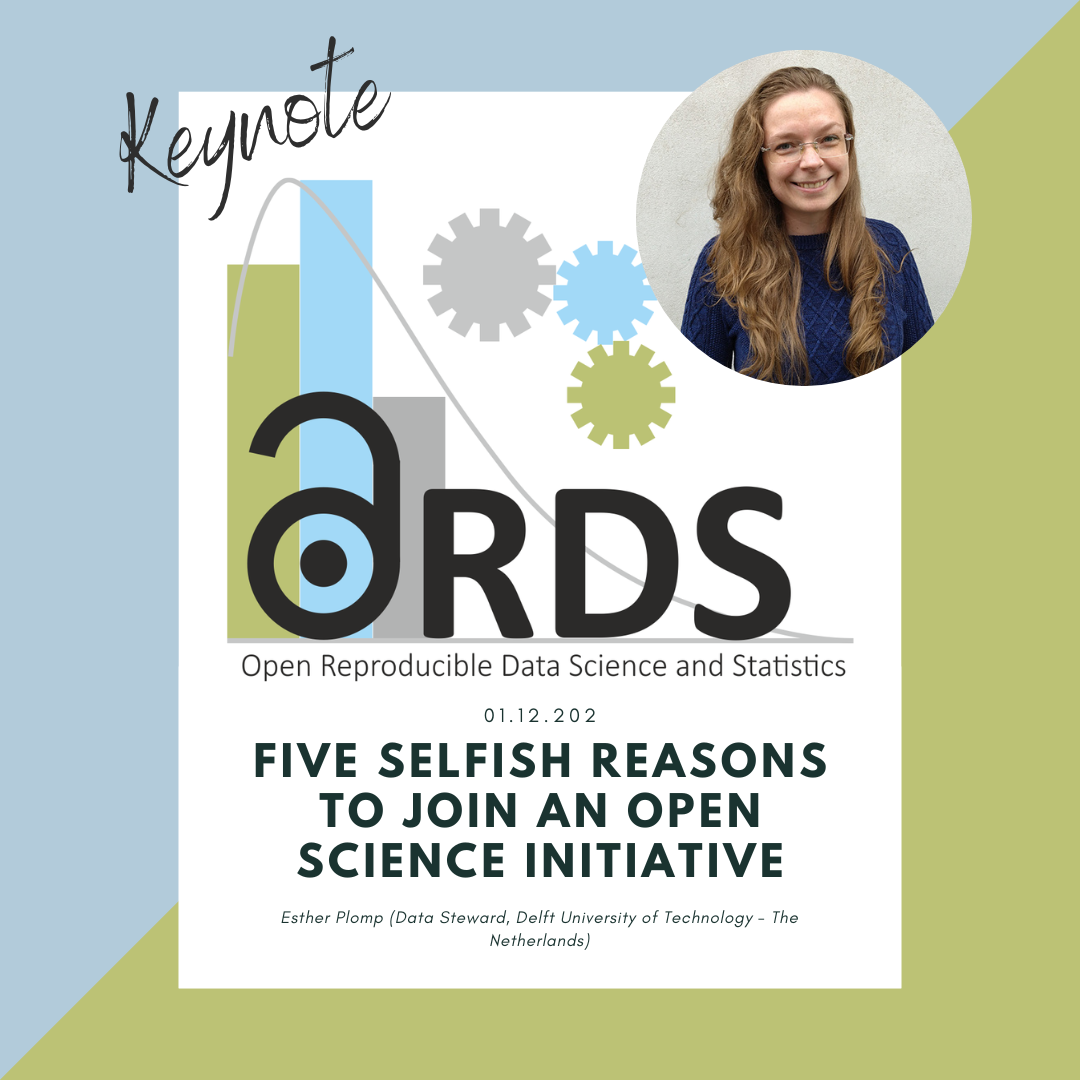 Keynote
ORDS
Open Reproducible Data Science and Statistics
01.12.202
FIVE SELFISH REASONS
TO JOIN AN OPEN
SCIENCE INITIATIVE
Esther Plomp (Data Steward, Delft University of Technology - The
Netherlands)